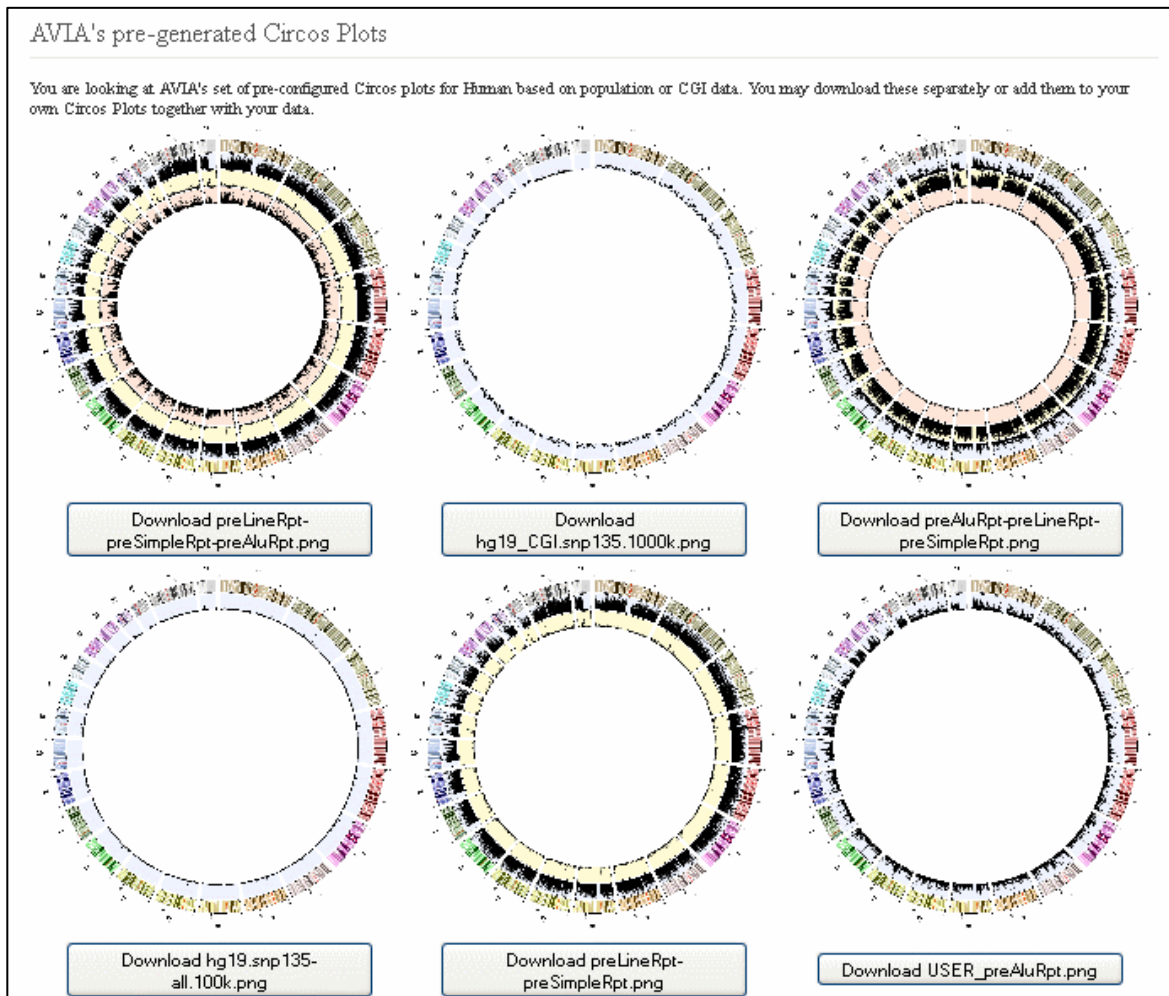 AVIA's pre-generated Circos Plots
You are looking at AVIA's set of pre-configured Circos plots for Human based on population or CGI data. You may download these separately or add them to your
own Circos Plots together with your data.
Download preLineRpt-
preSimpleRpt-preAluRpt.png
Download
hg19_CGI.snp135.1000k.png
Download preAluRpt-preLineRpt-
preSimpleRpt.png
Download hg19.snp135-
all.100k.png
Download preLineRpt-
preSimpleRpt.png
Download USER_preAluRpt.png